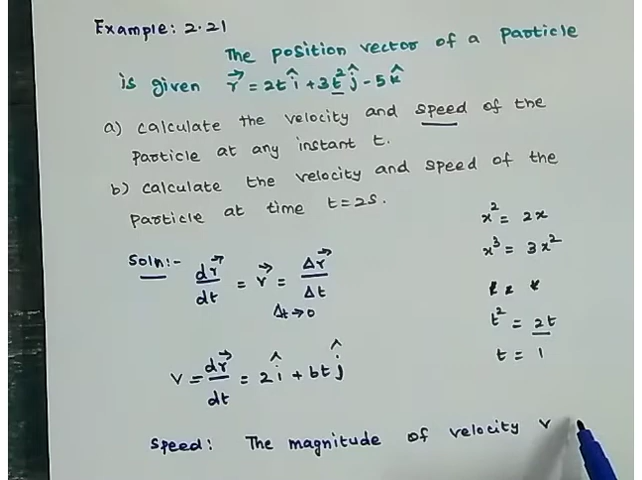 Example: 2.21
The position vector of a particle
is given r⃗ = 2t î + 3t² ĵ - 5 k̂
a) calculate the velocity and speed of the
particle at any instant t.
b) calculate the velocity and speed of the
particle at time t=2s.
x² = 2x
x³ = 3x²
t² = 2t
t = 1
Soln:- dr⃗/dt = v⃗ = Δr⃗/Δt
Δt→0
v = dr⃗/dt = 2 î + 6t ĵ
Speed: The magnitude of velocity v